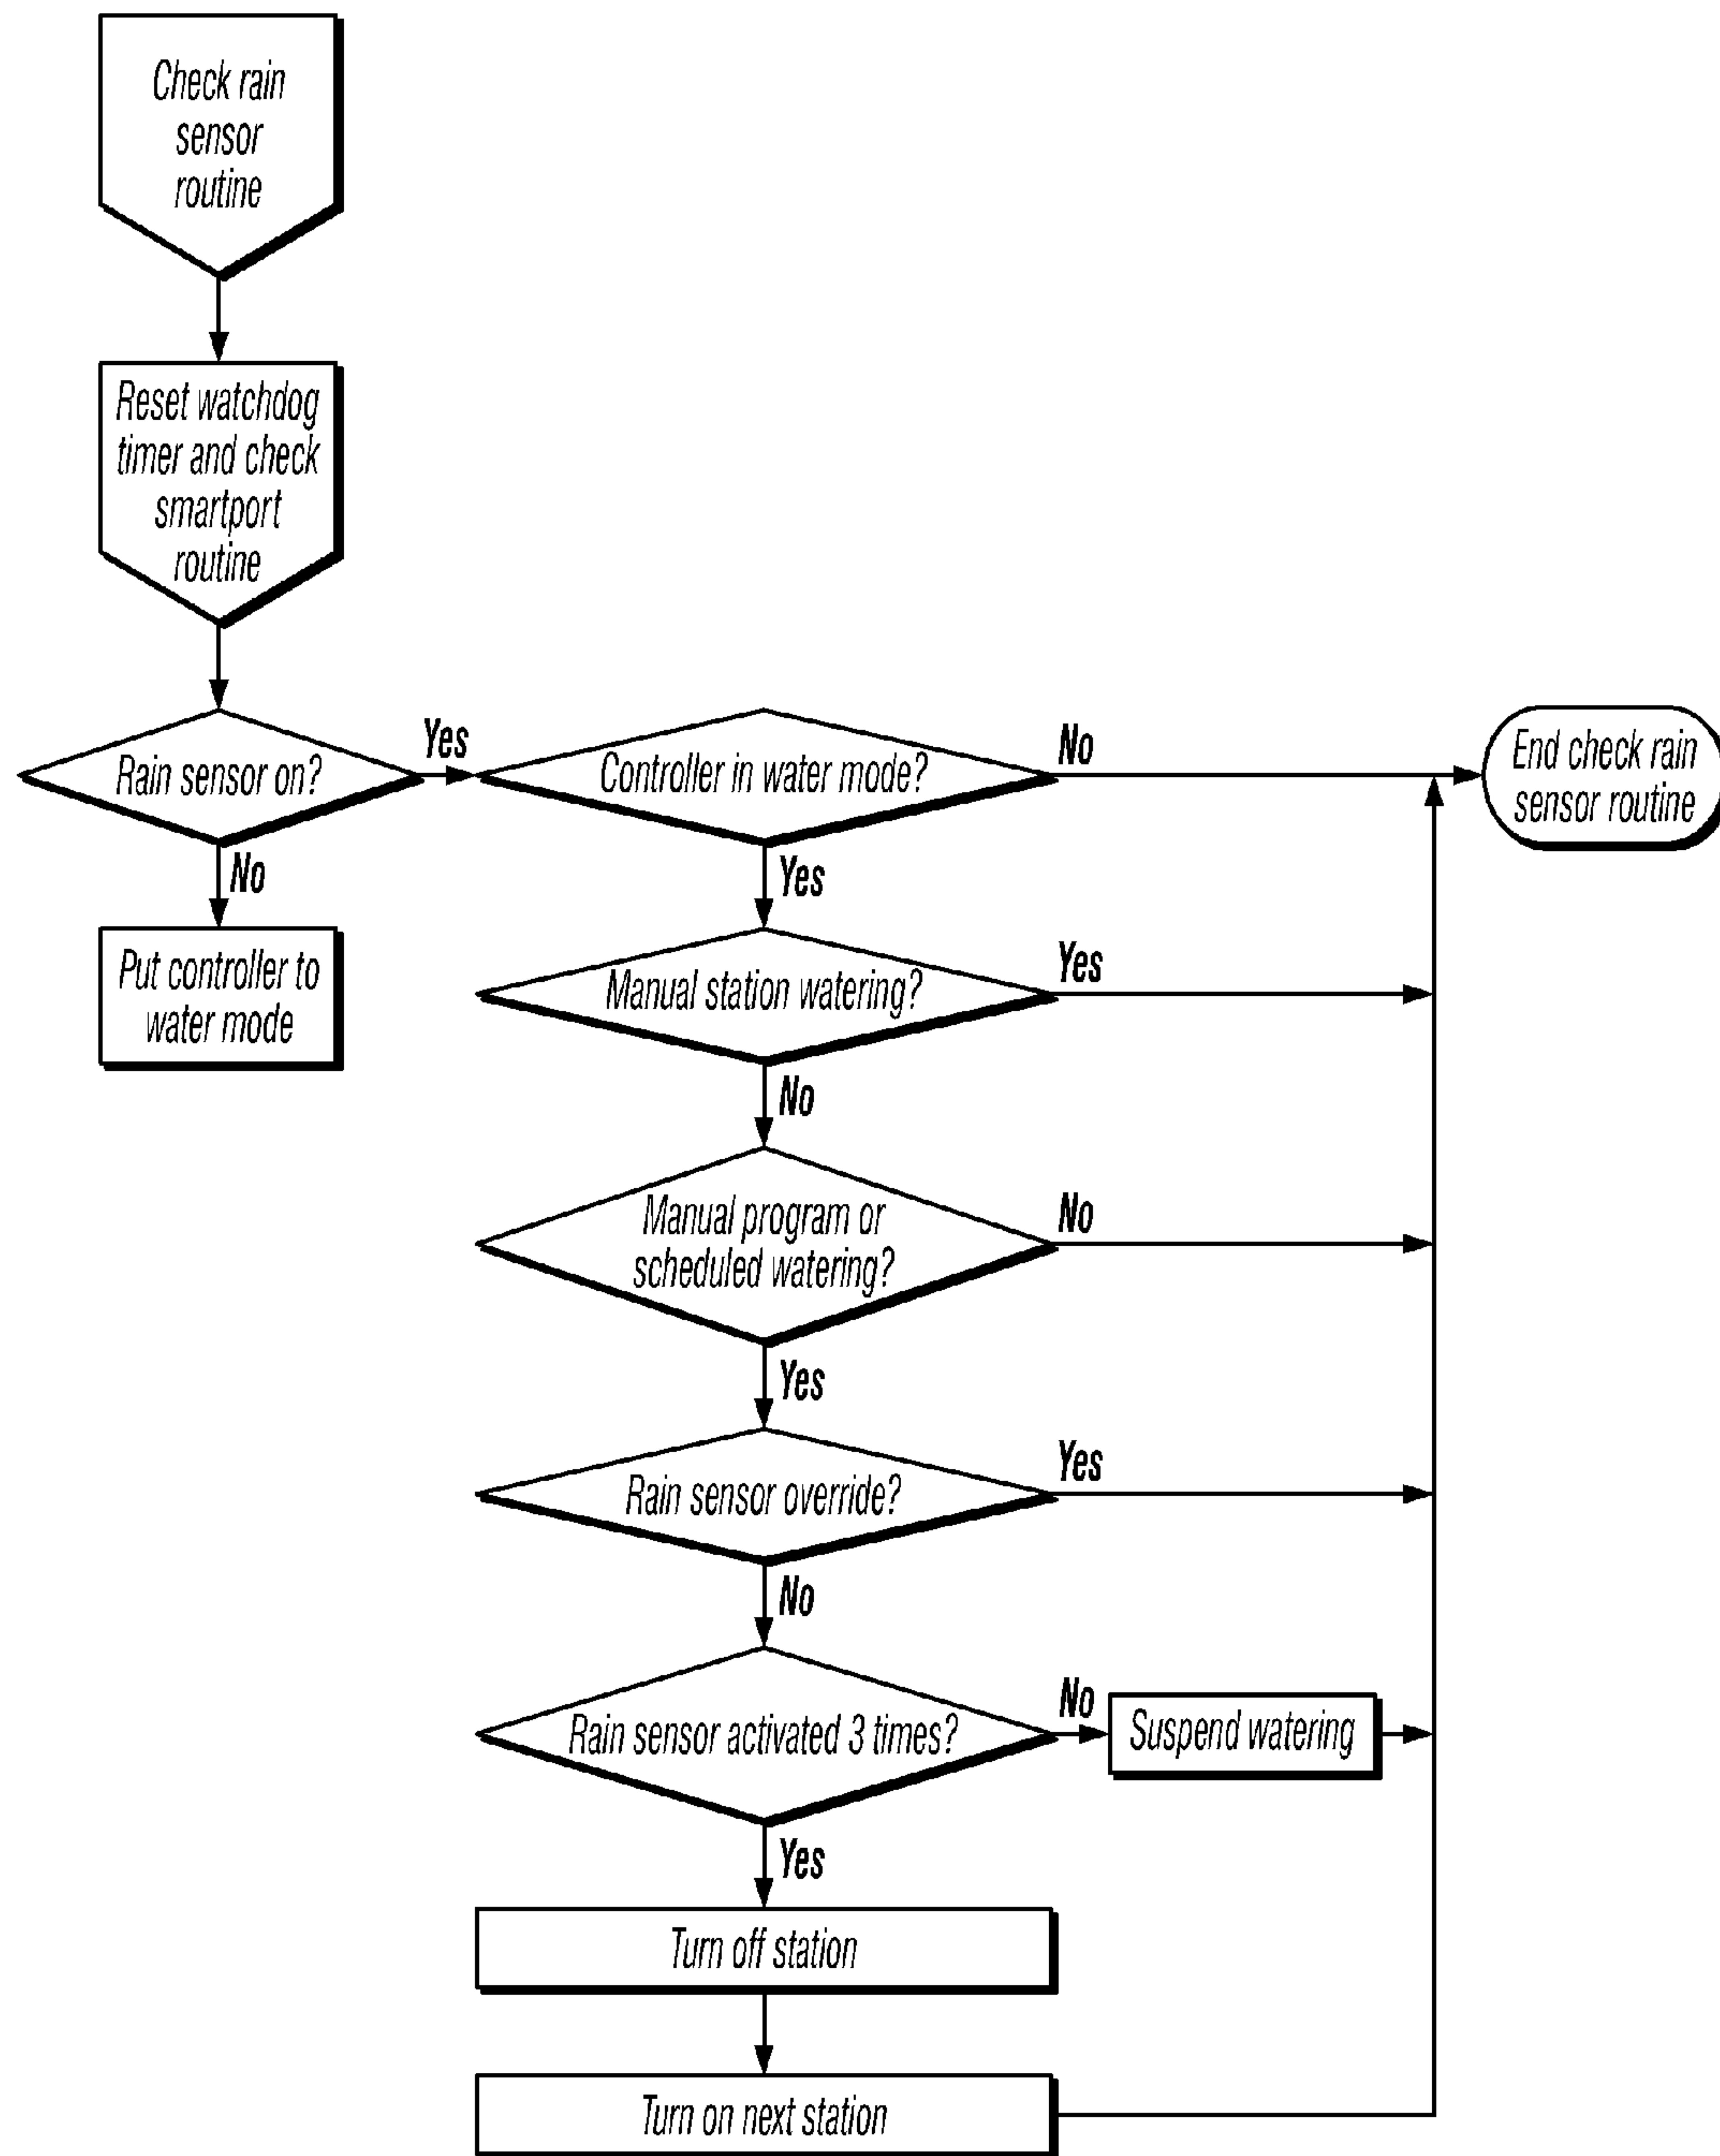 Check rain
sensor
routine
Reset watchdog
timer and check
smartport
routine
Rain sensor on?
Yes
No
Put controller to
water mode
Controller in water mode?
No
Yes
End check rain
sensor routine
Manual station watering?
Yes
No
Manual program or
scheduled watering?
No
Yes
Rain sensor override?
Yes
No
Rain sensor activated 3 times?
No
Suspend watering
Yes
Turn off station
Turn on next station